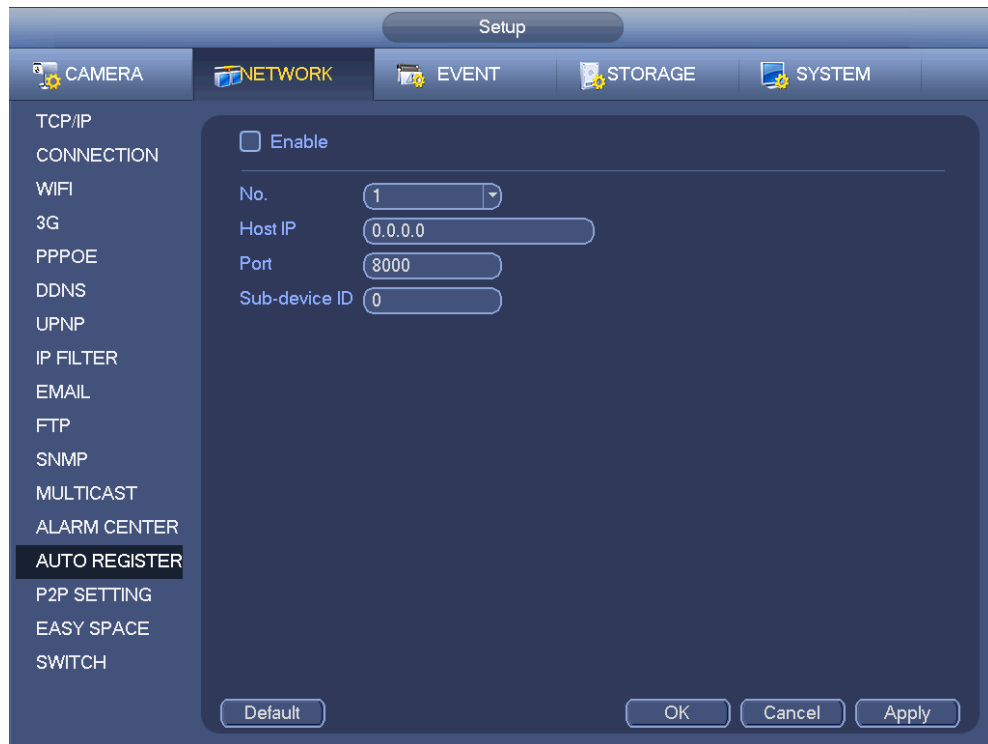 Setup
CAMERA NETWORK EVENT STORAGE SYSTEM
TCP/IP
CONNECTION
WIFI
3G
PPPOE
DDNS
UPNP
IP FILTER
EMAIL
FTP
SNMP
MULTICAST
ALARM CENTER
AUTO REGISTER
P2P SETTING
EASY SPACE
SWITCH
Enable
No. 1
Host IP 0.0.0.0
Port 8000
Sub-device ID 0
Default OK Cancel Apply